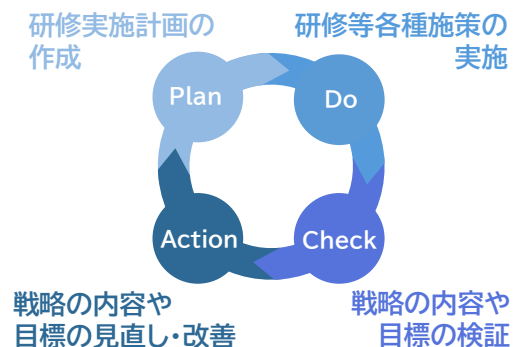 研修実施計画の
作成
研修等各種施策の
実施
Plan
Do
Action
Check
戦略の内容や
目標の見直し・改善
戦略の内容や
目標の検証